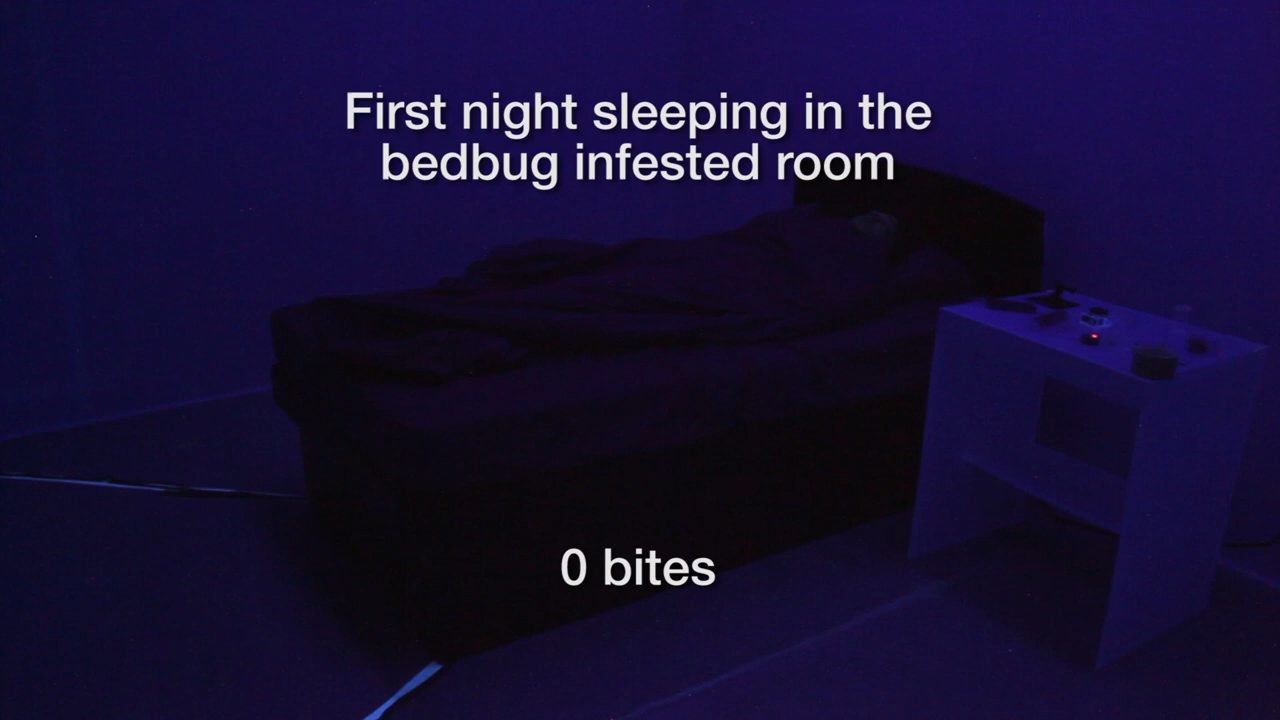 First night sleeping in the
bedbug infested room
0 bites